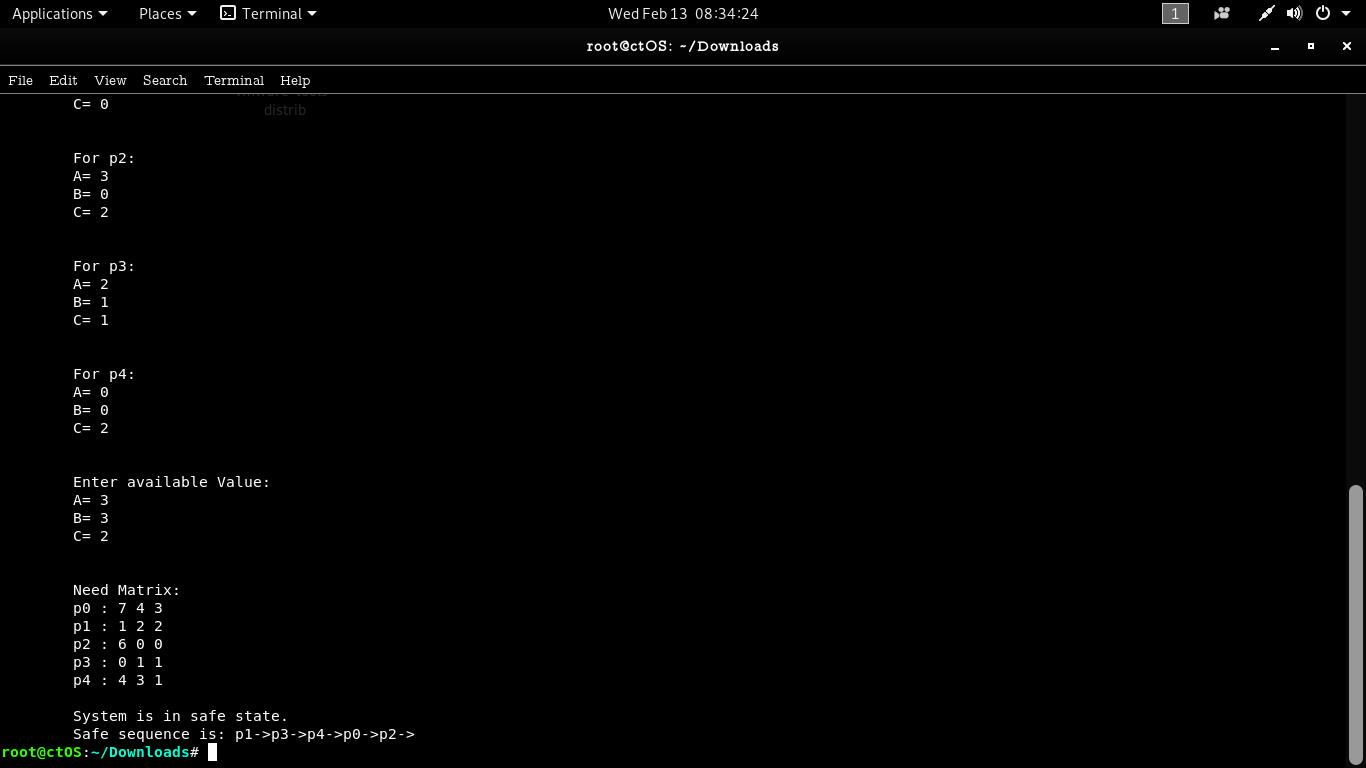 Applications Places Terminal Wed Feb 13 08:34:24 1
root@ctOS: ~/Downloads
File Edit View Search Terminal Help
C= 0
distrib
For p2:
A= 3
B= 0
C= 2
For p3:
A= 2
B= 1
C= 1
For p4:
A= 0
B= 0
C= 2
Enter available Value:
A= 3
B= 3
C= 2
Need Matrix:
p0 : 7 4 3
p1 : 1 2 2
p2 : 6 0 0
p3 : 0 1 1
p4 : 4 3 1
System is in safe state.
Safe sequence is: p1->p3->p4->p0->p2->
root@ctOS:~/Downloads#